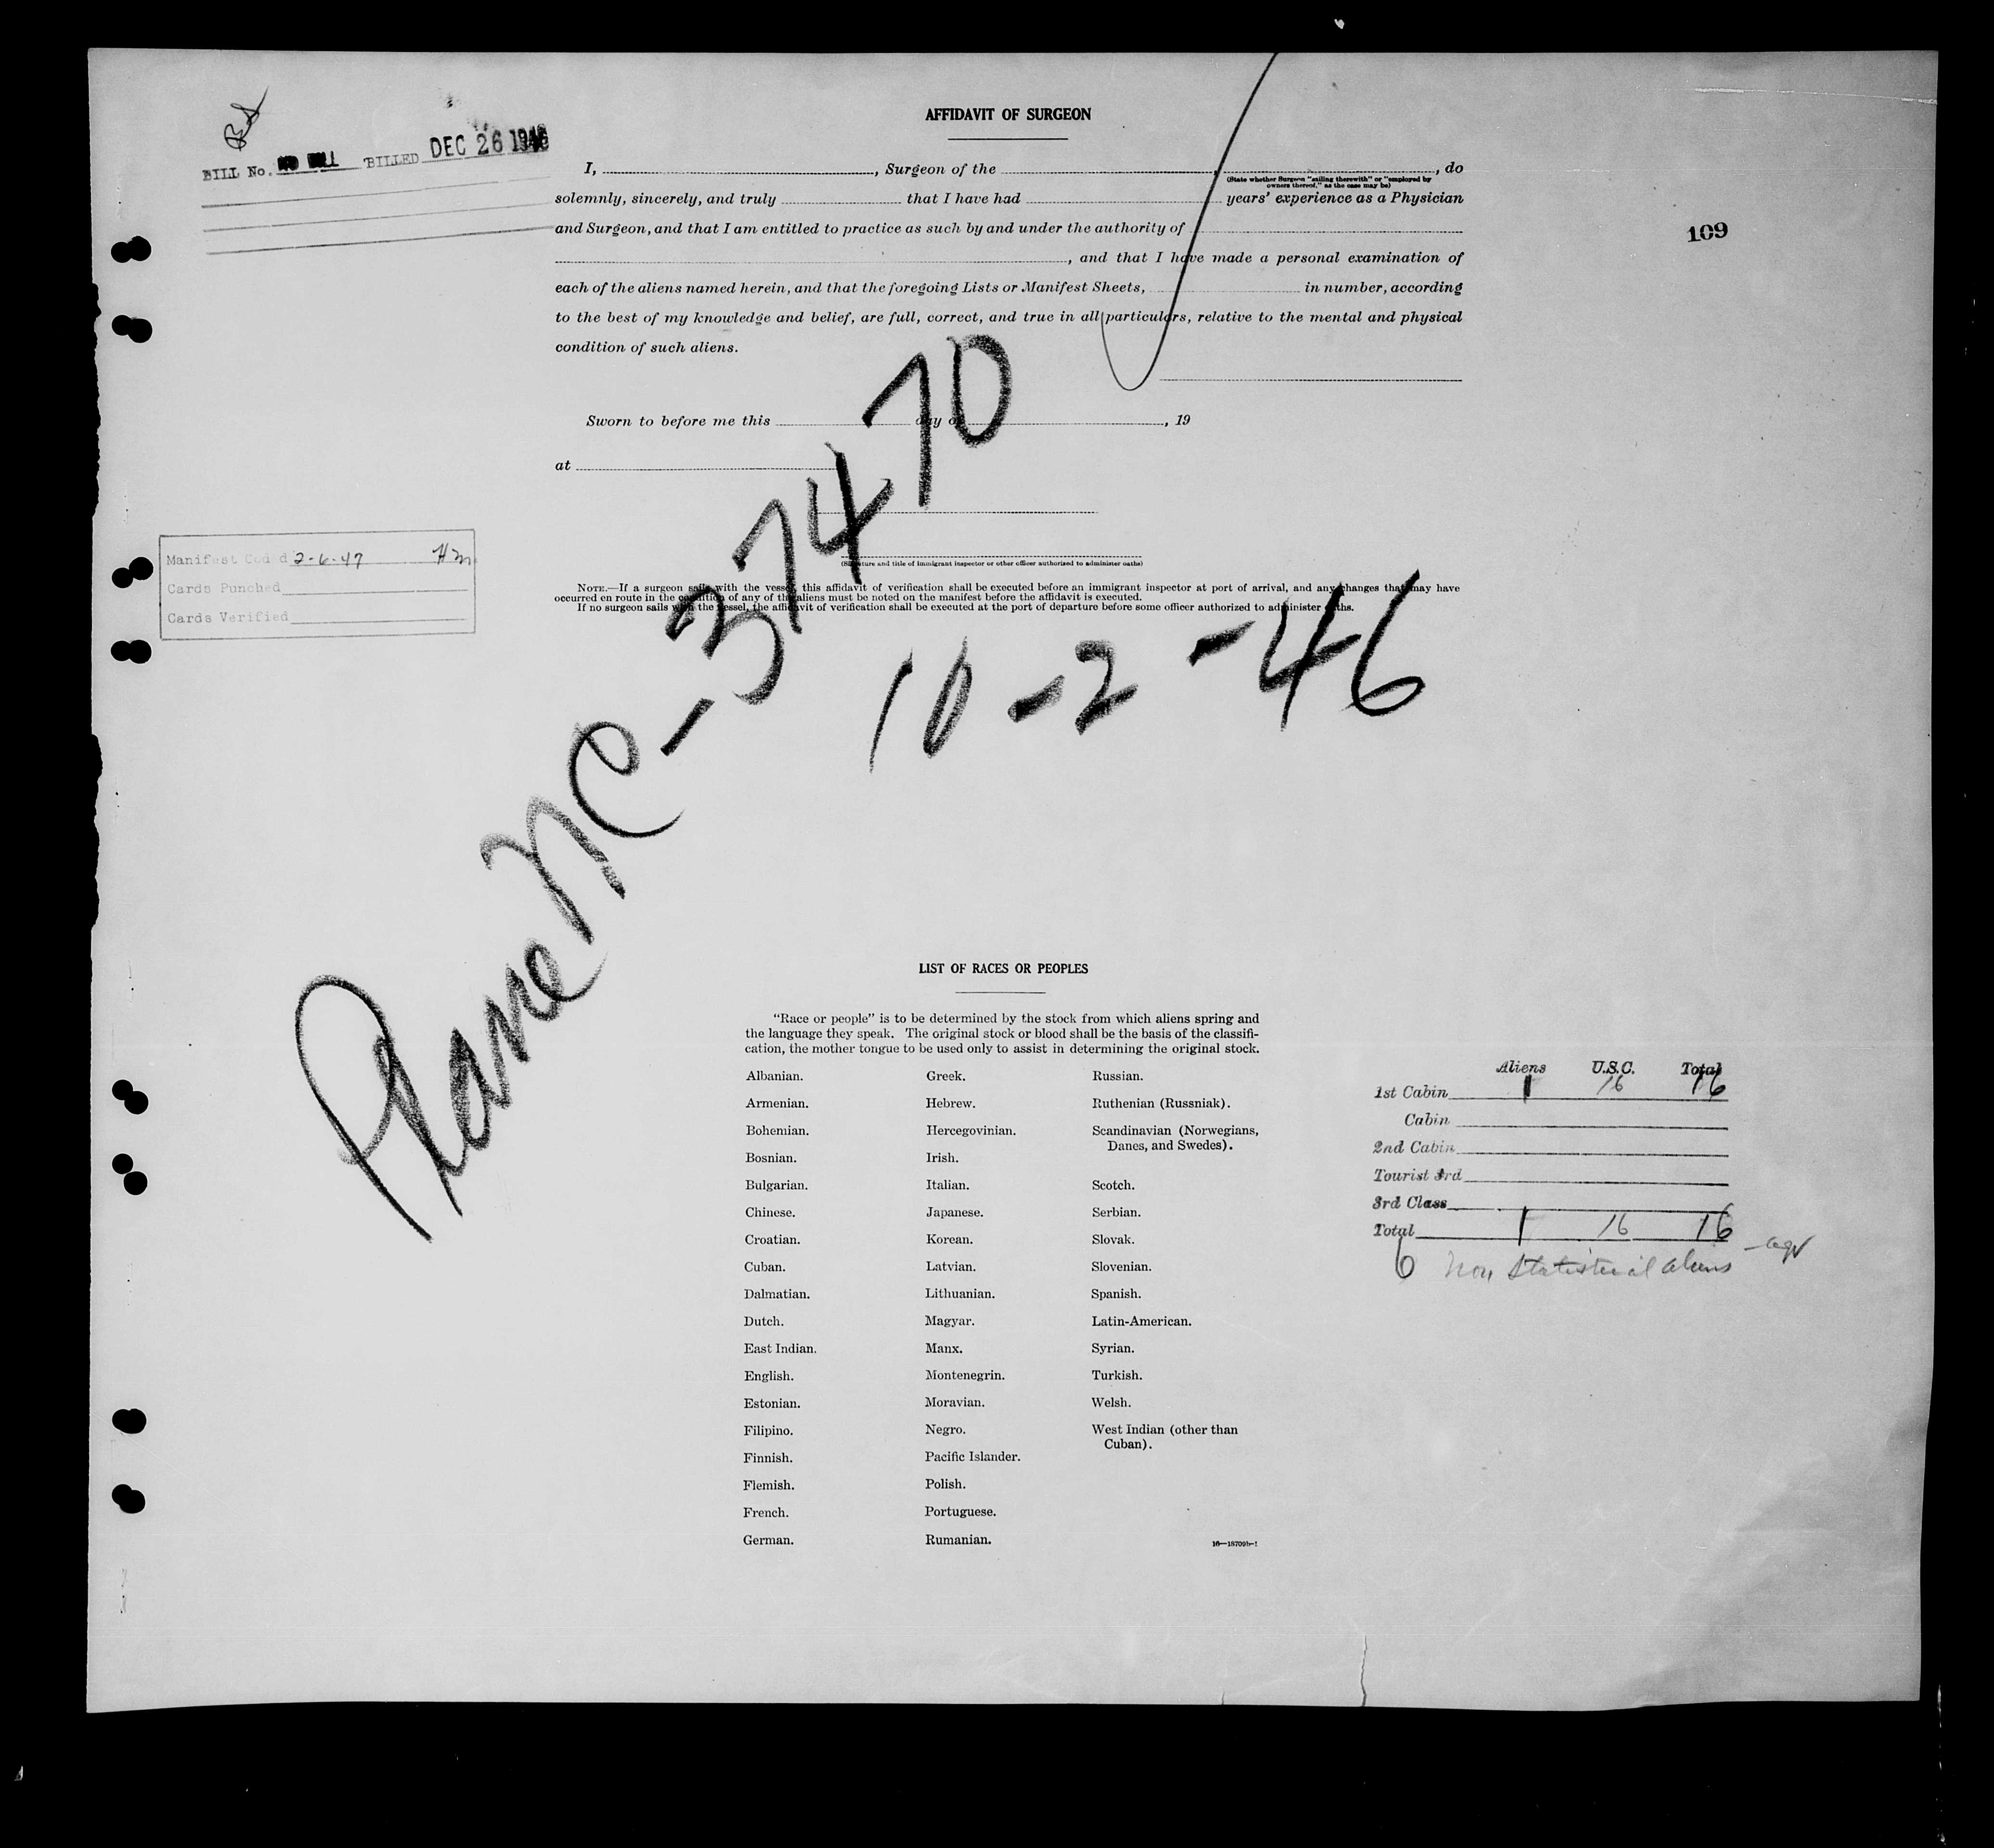 AFFIDAVIT OF SURGEON
BILL No. BILLED DEC 26 1946
I, , Surgeon of the , , do
(State whether Surgeon "sailing therewith" or "employed by
owners thereof," as the case may be)
solemnly, sincerely, and truly that I have had years' experience as a Physician
and Surgeon, and that I am entitled to practice as such by and under the authority of
109
, and that I have made a personal examination of
each of the aliens named herein, and that the foregoing Lists or Manifest Sheets, in number, according
to the best of my knowledge and belief, are full, correct, and true in all particulars, relative to the mental and physical
condition of such aliens.
Sworn to before me this day of , 19
at
(Signature and title of immigrant inspector or other officer authorized to administer oaths)
Manifest Coded 2-6-47 Hm
Cards Punched
Cards Verified
NOTE.—If a surgeon sails with the vessel, this affidavit of verification shall be executed before an immigrant inspector at port of arrival, and any changes that may have
occurred en route in the condition of any of the aliens must be noted on the manifest before the affidavit is executed.
If no surgeon sails with the vessel, the affidavit of verification shall be executed at the port of departure before some officer authorized to administer oaths.
Plane NC-37470
10-2-46
LIST OF RACES OR PEOPLES
"Race or people" is to be determined by the stock from which aliens spring and
the language they speak. The original stock or blood shall be the basis of the classifi-
cation, the mother tongue to be used only to assist in determining the original stock.
Albanian.
Armenian.
Bohemian.
Bosnian.
Bulgarian.
Chinese.
Croatian.
Cuban.
Dalmatian.
Dutch.
East Indian.
English.
Estonian.
Filipino.
Finnish.
Flemish.
French.
German.
Greek.
Hebrew.
Hercegovinian.
Irish.
Italian.
Japanese.
Korean.
Latvian.
Lithuanian.
Magyar.
Manx.
Montenegrin.
Moravian.
Negro.
Pacific Islander.
Polish.
Portuguese.
Rumanian.
Russian.
Ruthenian (Russniak).
Scandinavian (Norwegians,
Danes, and Swedes).
Scotch.
Serbian.
Slovak.
Slovenian.
Spanish.
Latin-American.
Syrian.
Turkish.
Welsh.
West Indian (other than
Cuban).
16—18709b-1
Aliens U.S.C. Total
1st Cabin 1 16 16
Cabin
2nd Cabin
Tourist 3rd
3rd Class
Total 1 16 16
6 Non Statistical aliens